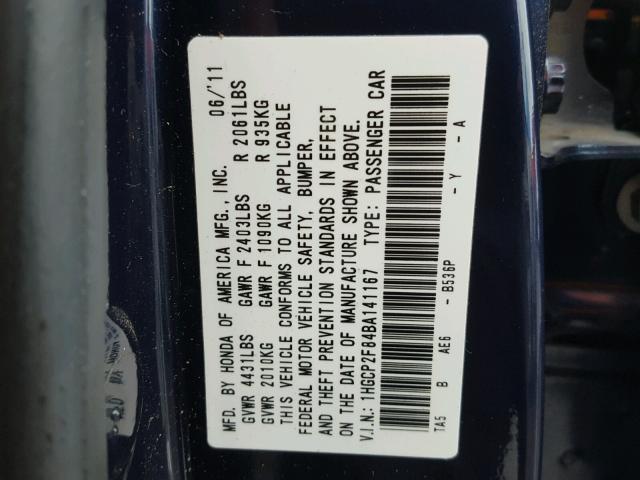 MFD. BY HONDA OF AMERICA MFG., INC. 06/'11
GVWR 4431LBS GAWR F 2403LBS R 2061LBS
GVWR 2010KG GAWR F 1090KG R 935KG
THIS VEHICLE CONFORMS TO ALL APPLICABLE
FEDERAL MOTOR VEHICLE SAFETY, BUMPER,
AND THEFT PREVENTION STANDARDS IN EFFECT
ON THE DATE OF MANUFACTURE SHOWN ABOVE.
V.I.N.: 1HGCP2F84BA141167 TYPE: PASSENGER CAR
TA5 B AE6 - B536P - Y - A